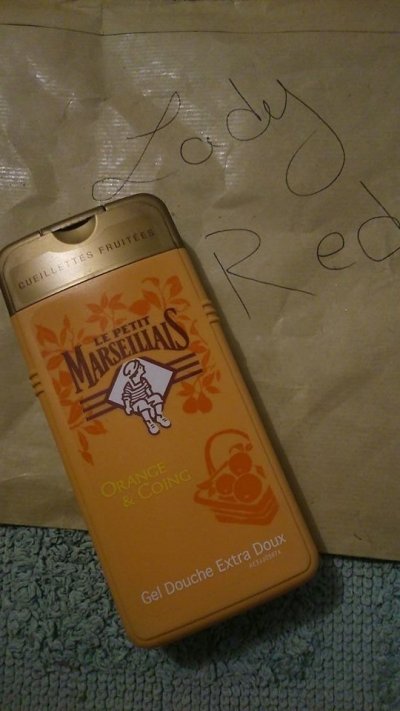 Lady
Red
CUEILLETTES FRUITÉES
LE PETIT
MARSEILLAIS
ORANGE
& COING
Gel Douche Extra Doux